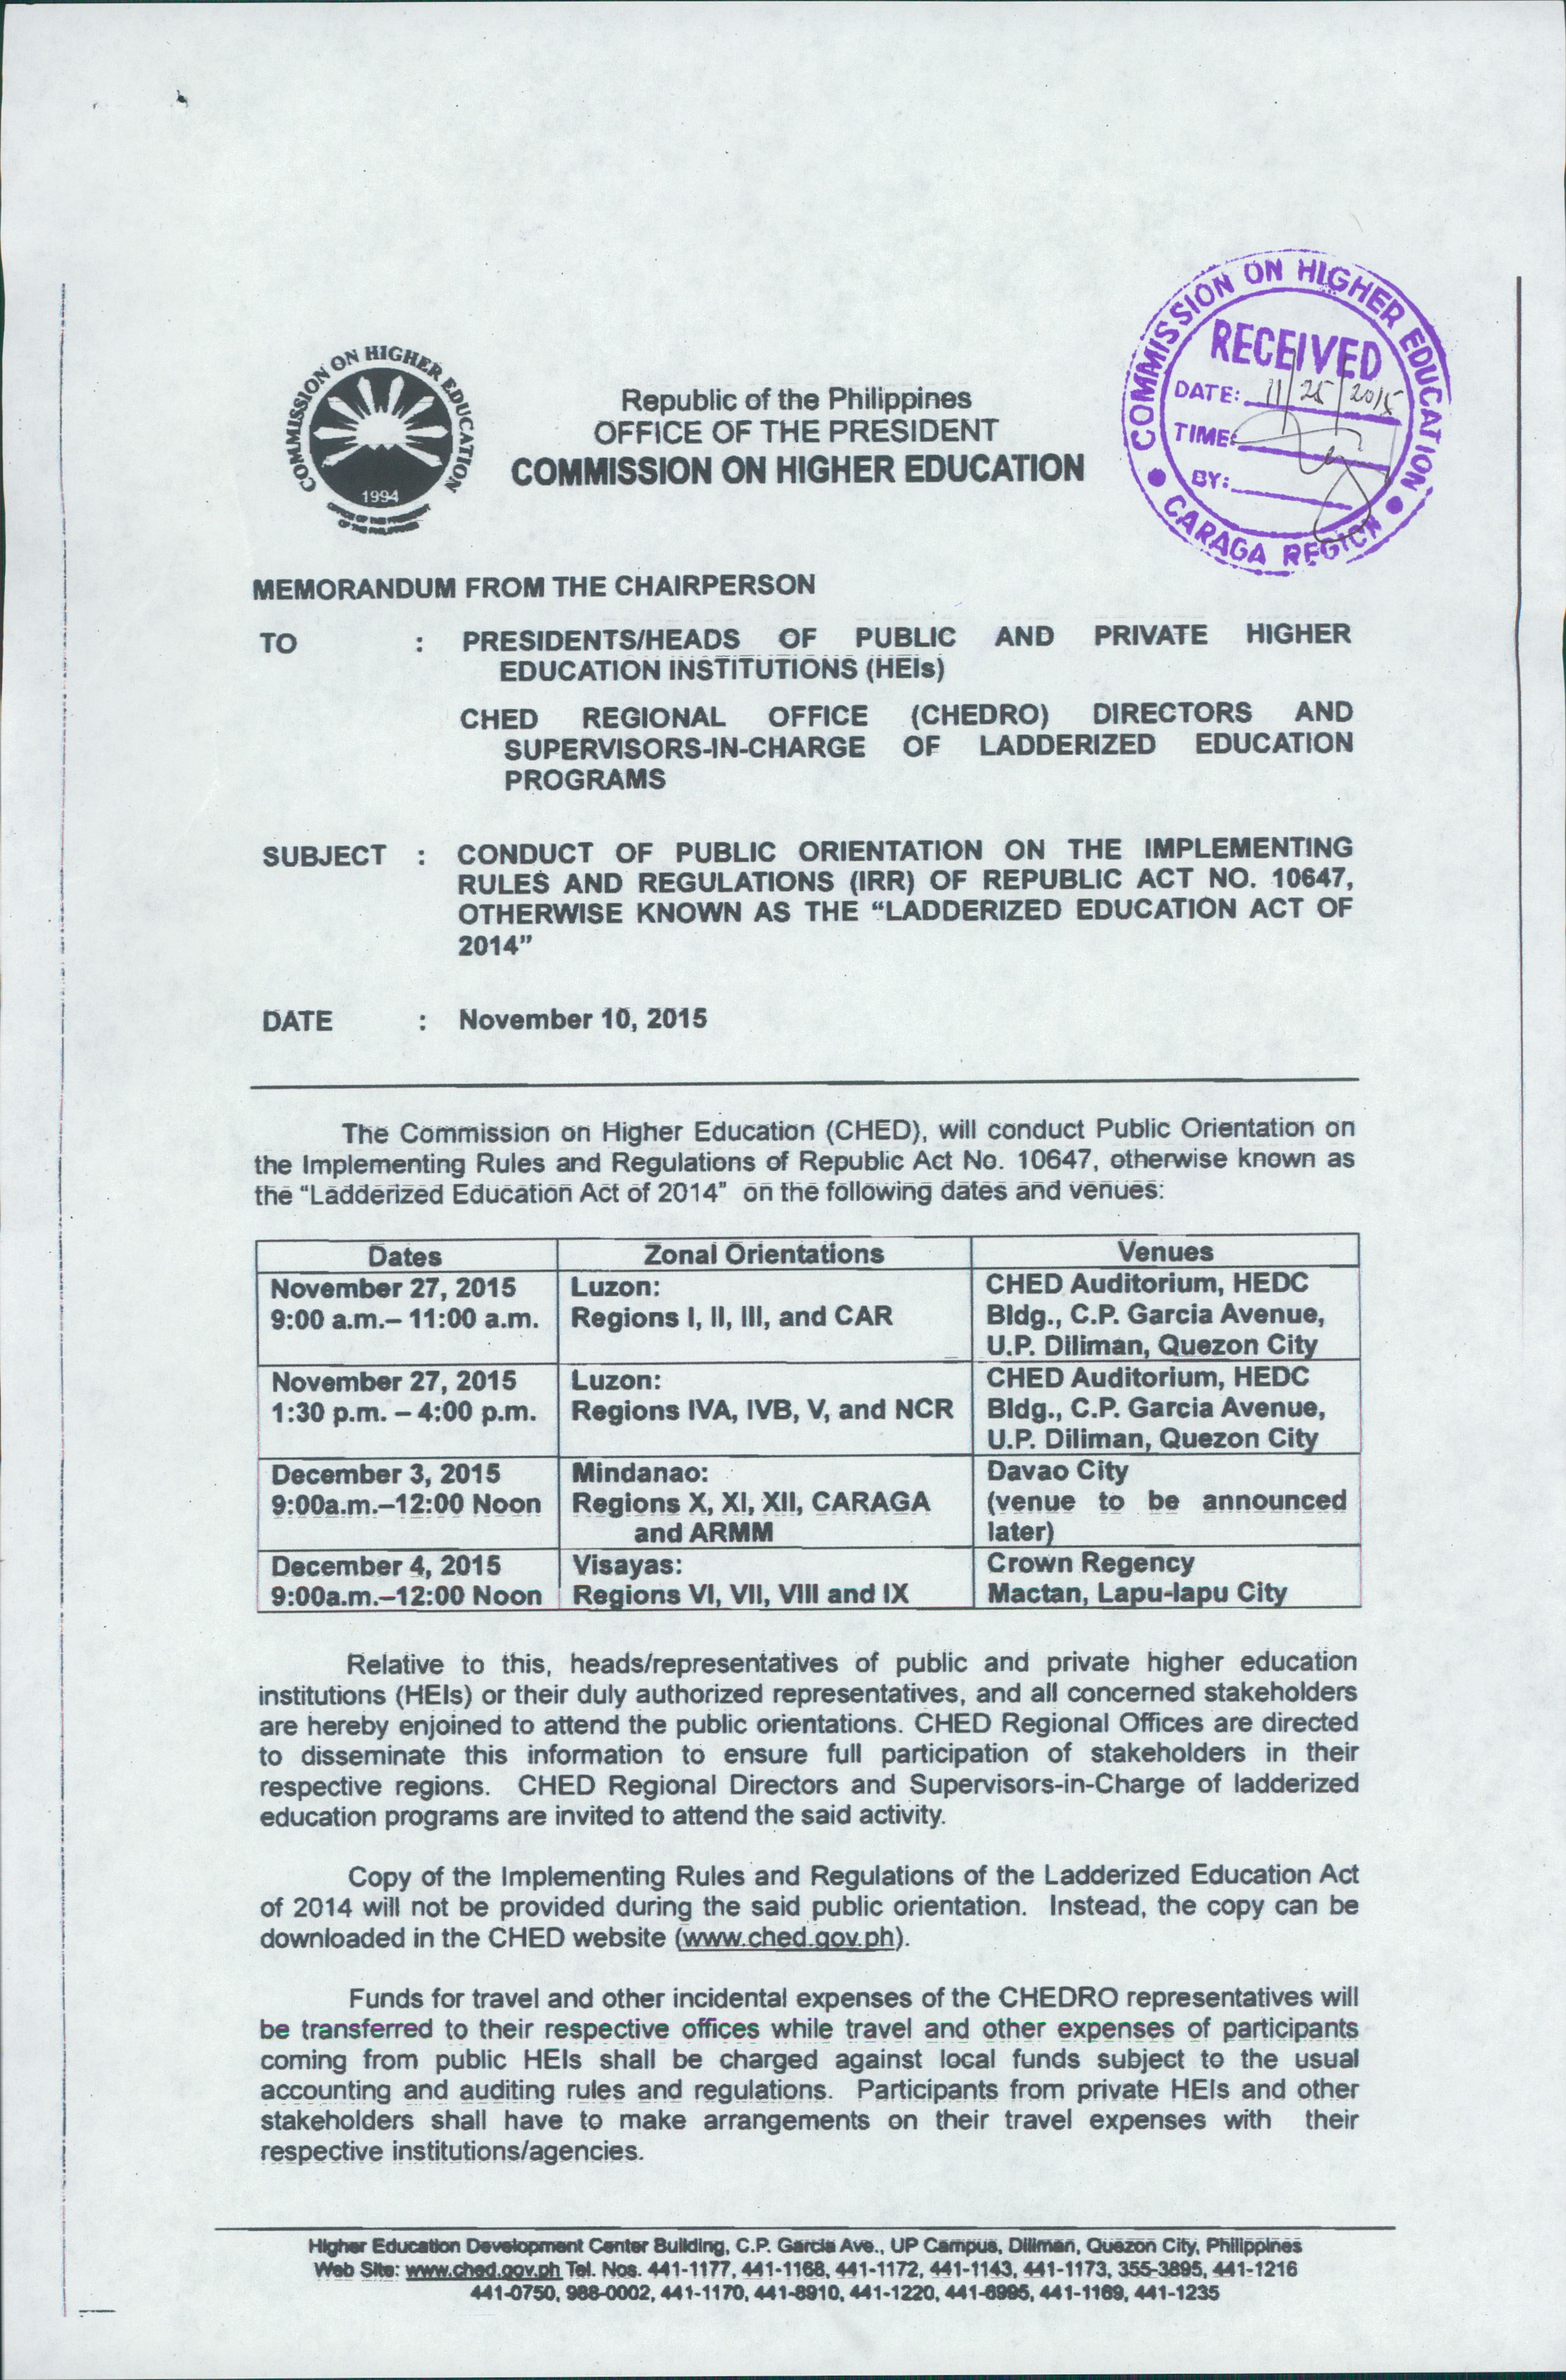 COMMISSION ON HIGHER EDUCATION
1994
OFFICE OF THE PRESIDENT
OF THE PHILIPPINES
Republic of the Philippines
OFFICE OF THE PRESIDENT
COMMISSION ON HIGHER EDUCATION
COMMISSION ON HIGHER EDUCATION
RECEIVED
DATE: 11/25/2015
TIME:
BY:
CARAGA REGION
MEMORANDUM FROM THE CHAIRPERSON
TO : PRESIDENTS/HEADS OF PUBLIC AND PRIVATE HIGHER
EDUCATION INSTITUTIONS (HEIs)
CHED REGIONAL OFFICE (CHEDRO) DIRECTORS AND
SUPERVISORS-IN-CHARGE OF LADDERIZED EDUCATION
PROGRAMS
SUBJECT : CONDUCT OF PUBLIC ORIENTATION ON THE IMPLEMENTING
RULES AND REGULATIONS (IRR) OF REPUBLIC ACT NO. 10647,
OTHERWISE KNOWN AS THE “LADDERIZED EDUCATION ACT OF
2014”
DATE : November 10, 2015
The Commission on Higher Education (CHED), will conduct Public Orientation on
the Implementing Rules and Regulations of Republic Act No. 10647, otherwise known as
the “Ladderized Education Act of 2014” on the following dates and venues:
Dates Zonal Orientations Venues
November 27, 2015 Luzon: CHED Auditorium, HEDC
9:00 a.m.– 11:00 a.m. Regions I, II, III, and CAR Bldg., C.P. Garcia Avenue,
U.P. Diliman, Quezon City
November 27, 2015 Luzon: CHED Auditorium, HEDC
1:30 p.m. – 4:00 p.m. Regions IVA, IVB, V, and NCR Bldg., C.P. Garcia Avenue,
U.P. Diliman, Quezon City
December 3, 2015 Mindanao: Davao City
9:00a.m.–12:00 Noon Regions X, XI, XII, CARAGA (venue to be announced
and ARMM later)
December 4, 2015 Visayas: Crown Regency
9:00a.m.–12:00 Noon Regions VI, VII, VIII and IX Mactan, Lapu-lapu City
Relative to this, heads/representatives of public and private higher education
institutions (HEIs) or their duly authorized representatives, and all concerned stakeholders
are hereby enjoined to attend the public orientations. CHED Regional Offices are directed
to disseminate this information to ensure full participation of stakeholders in their
respective regions. CHED Regional Directors and Supervisors-in-Charge of ladderized
education programs are invited to attend the said activity.
Copy of the Implementing Rules and Regulations of the Ladderized Education Act
of 2014 will not be provided during the said public orientation. Instead, the copy can be
downloaded in the CHED website (www.ched.gov.ph).
Funds for travel and other incidental expenses of the CHEDRO representatives will
be transferred to their respective offices while travel and other expenses of participants
coming from public HEIs shall be charged against local funds subject to the usual
accounting and auditing rules and regulations. Participants from private HEIs and other
stakeholders shall have to make arrangements on their travel expenses with their
respective institutions/agencies.
Higher Education Development Center Building, C.P. Garcia Ave., UP Campus, Diliman, Quezon City, Philippines
Web Site: www.ched.gov.ph Tel. Nos. 441-1177, 441-1168, 441-1172, 441-1143, 441-1173, 355-3895, 441-1216
441-0750, 988-0002, 441-1170, 441-8910, 441-1220, 441-6995, 441-1169, 441-1235